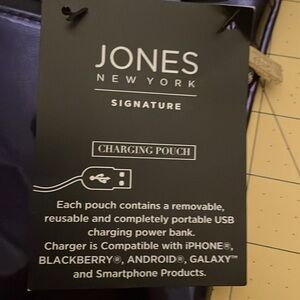 JONES
NEW YORK
SIGNATURE
CHARGING POUCH
Each pouch contains a removable,
reusable and completely portable USB
charging power bank.
Charger is Compatible with iPHONE®,
BLACKBERRY®, ANDROID®, GALAXY™
and Smartphone Products.